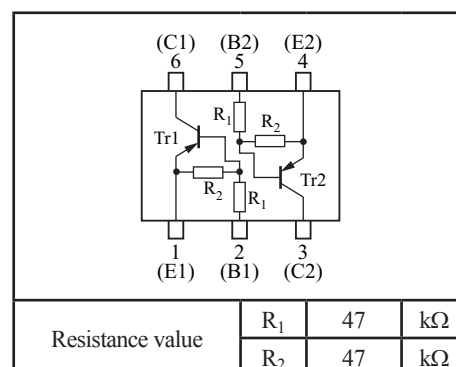 (C1) (B2) (E2)
6 5 4
R1
R2
Tr1
Tr2
R2
R1
1 2 3
(E1) (B1) (C2)
Resistance value R1 47 kΩ
R2 47 kΩ